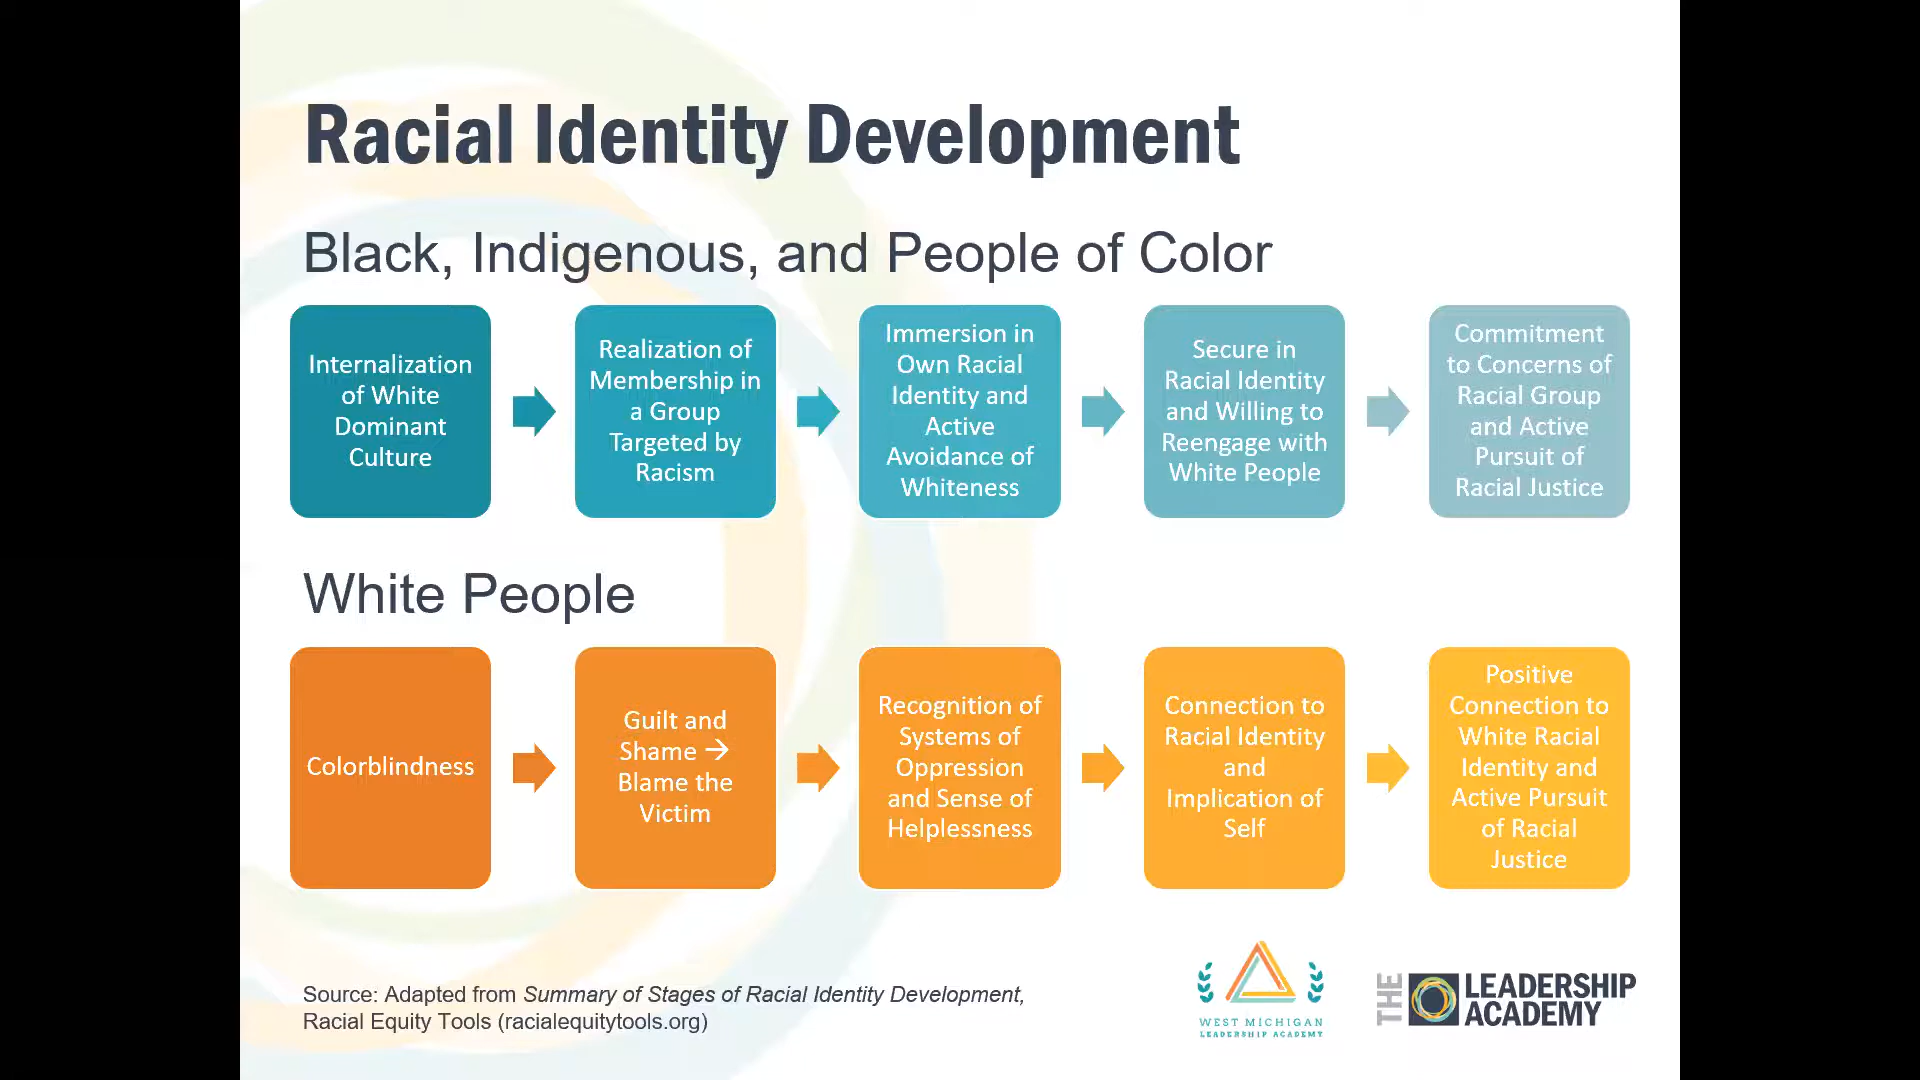 Racial Identity Development
Black, Indigenous, and People of Color
Internalization
of White
Dominant
Culture
Realization of
Membership in
a Group
Targeted by
Racism
Immersion in
Own Racial
Identity and
Active
Avoidance of
Whiteness
Secure in
Racial Identity
and Willing to
Reengage with
White People
Commitment
to Concerns of
Racial Group
and Active
Pursuit of
Racial Justice
White People
Colorblindness
Guilt and
Shame →
Blame the
Victim
Recognition of
Systems of
Oppression
and Sense of
Helplessness
Connection to
Racial Identity
and
Implication of
Self
Positive
Connection to
White Racial
Identity and
Active Pursuit
of Racial
Justice
Source: Adapted from Summary of Stages of Racial Identity Development,
Racial Equity Tools (racialequitytools.org)
WEST MICHIGAN
LEADERSHIP ACADEMY
THE
LEADERSHIP
ACADEMY